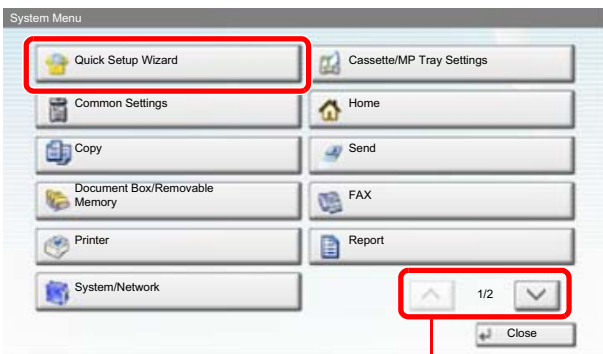 System Menu
Quick Setup Wizard
Cassette/MP Tray Settings
Common Settings
Home
Copy
Send
Document Box/Removable
Memory
FAX
Printer
Report
System/Network
1/2
Close